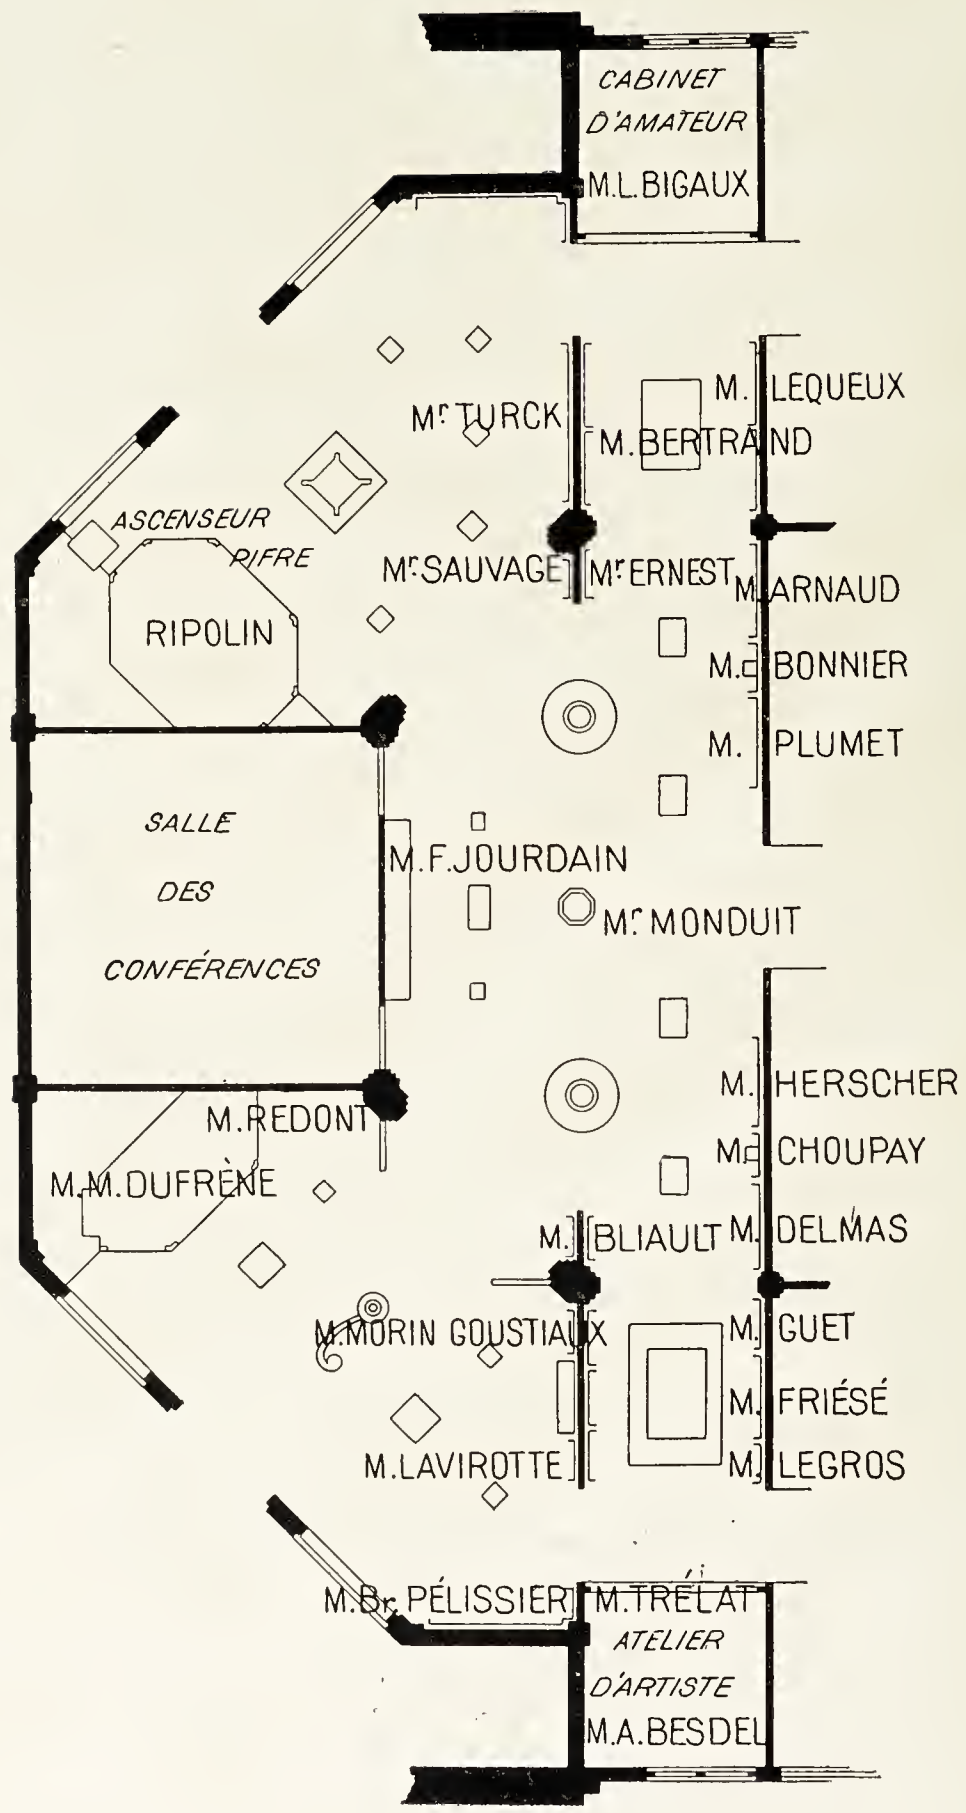 CABINET
D'AMATEUR
M.L.BIGAUX
M. LEQUEUX
Mr TURCK
M.BERTRAND
ASCENSEUR
PIFRE
Mr SAUVAGE
Mr ERNEST
M. ARNAUD
RIPOLIN
M. BONNIER
M. PLUMET
SALLE
DES
CONFÉRENCES
M.F.JOURDAIN
Mr MONDUIT
M. HERSCHER
M.REDONT
M. CHOUPAY
M.M.DUFRÈNE
M. BLIAULT
M. DELMAS
M.MORIN GOUSTIAUX
M. GUET
M. FRIÉSÉ
M.LAVIROTTE
M. LEGROS
M.Br. PÉLISSIER
M.TRÉLAT
ATELIER
D'ARTISTE
M.A.BESDEL